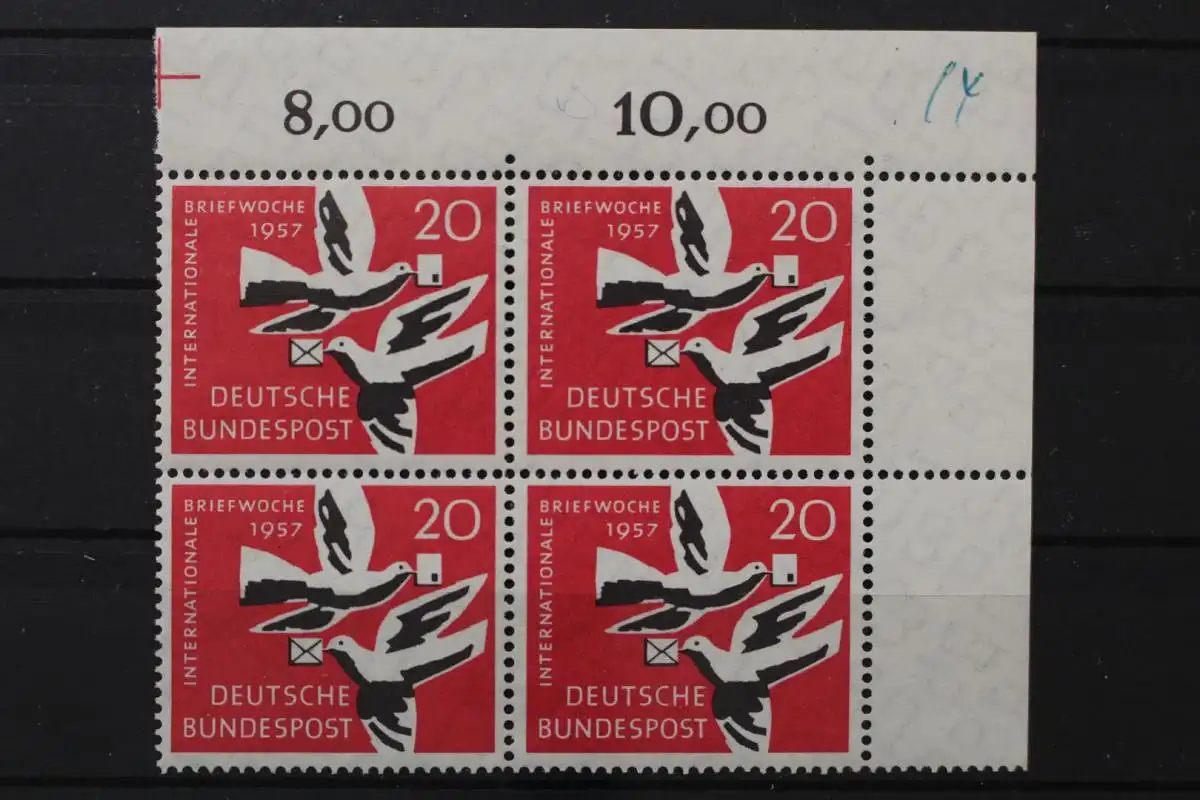 8,00 10,00 14
BRIEFWOCHE
1957
20
INTERNATIONALE
DEUTSCHE
BUNDESPOST
BRIEFWOCHE
1957
20
INTERNATIONALE
DEUTSCHE
BUNDESPOST
BRIEFWOCHE
1957
20
INTERNATIONALE
DEUTSCHE
BUNDESPOST
BRIEFWOCHE
1957
20
INTERNATIONALE
DEUTSCHE
BUNDESPOST